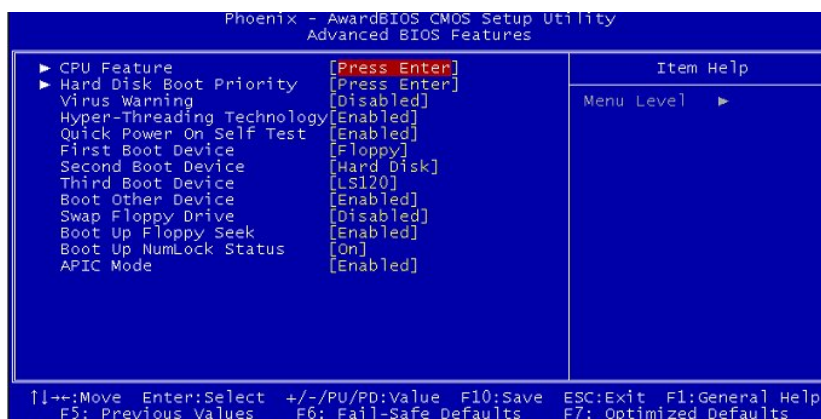 Phoenix - AwardBIOS CMOS Setup Utility
Advanced BIOS Features
► CPU Feature [Press Enter]
► Hard Disk Boot Priority [Press Enter]
Virus Warning [Disabled]
Hyper-Threading Technology[Enabled]
Quick Power On Self Test [Enabled]
First Boot Device [Floppy]
Second Boot Device [Hard Disk]
Third Boot Device [LS120]
Boot Other Device [Enabled]
Swap Floppy Drive [Disabled]
Boot Up Floppy Seek [Enabled]
Boot Up NumLock Status [On]
APIC Mode [Enabled]
Item Help
Menu Level ►
↑↓→←:Move Enter:Select +/-/PU/PD:Value F10:Save ESC:Exit F1:General Help
F5: Previous Values F6: Fail-Safe Defaults F7: Optimized Defaults